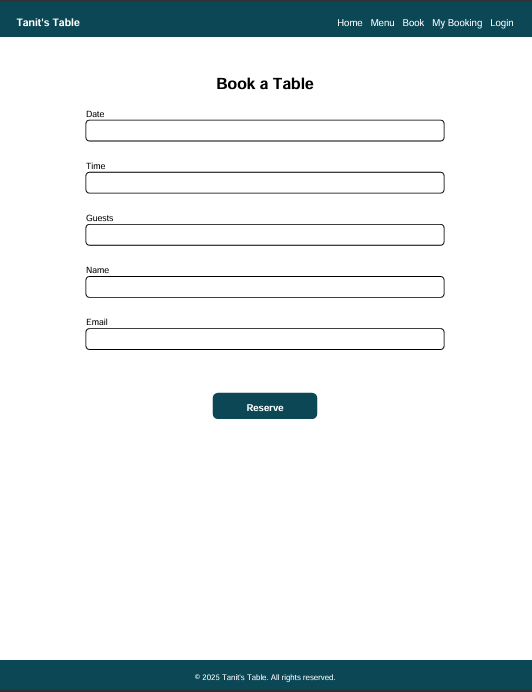 Tanit's Table
Home Menu Book My Booking Login
Book a Table
Date
Time
Guests
Name
Email
Reserve
© 2025 Tanit's Table. All rights reserved.